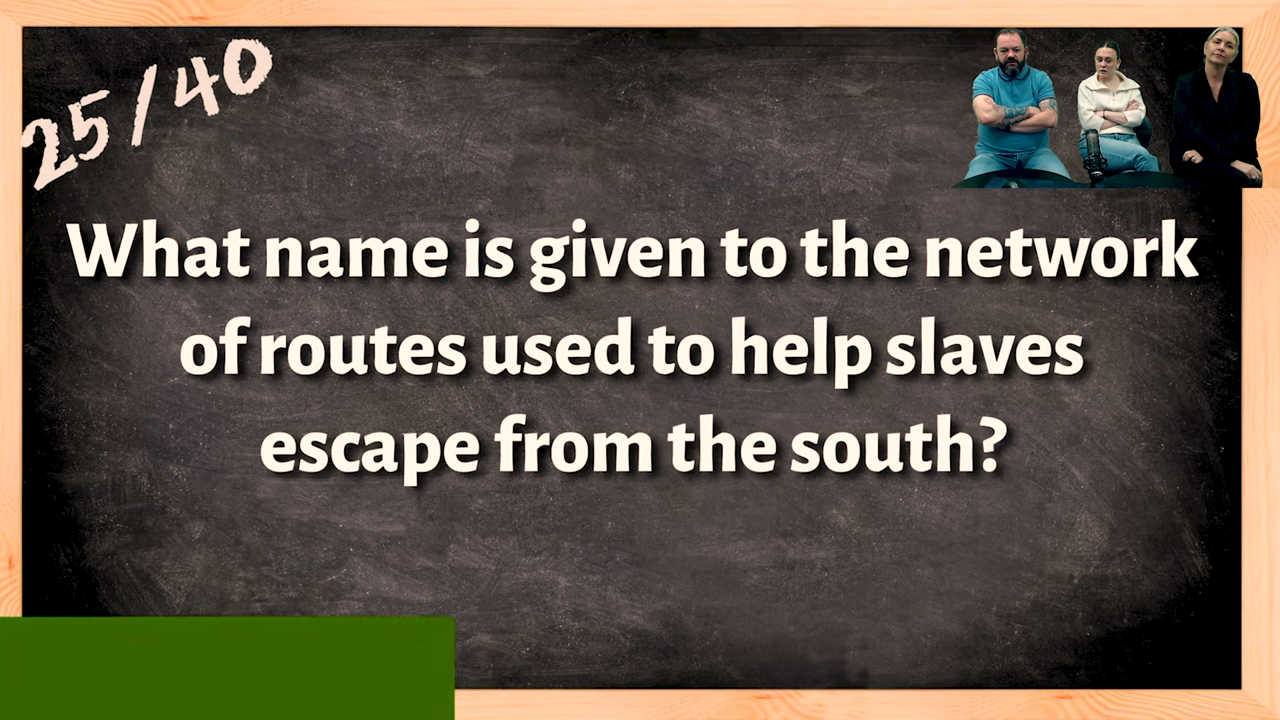 25/40
What name is given to the network
of routes used to help slaves
escape from the south?